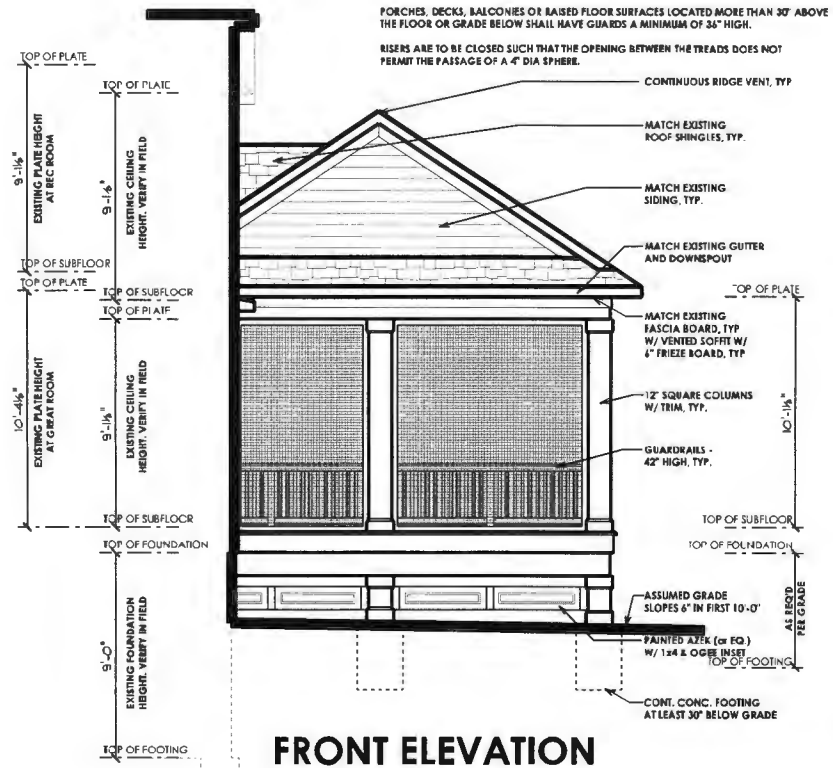 PORCHES, DECKS, BALCONIES OR RAISED FLOOR SURFACES LOCATED MORE THAN 30" ABOVE
THE FLOOR OR GRADE BELOW SHALL HAVE GUARDS A MINIMUM OF 36" HIGH.
RISERS ARE TO BE CLOSED SUCH THAT THE OPENING BETWEEN THE TREADS DOES NOT
PERMIT THE PASSAGE OF A 4" DIA SPHERE.
TOP OF PLATE
TOP OF PLATE
CONTINUOUS RIDGE VENT, TYP
MATCH EXISTING
ROOF SHINGLES, TYP.
MATCH EXISTING
SIDING, TYP.
9'-1⅛"
EXISTING PLATE HEIGHT
AT REC ROOM
9'-1⅛"
EXISTING CEILING
HEIGHT. VERIFY IN FIELD
MATCH EXISTING GUTTER
AND DOWNSPOUT
TOP OF SUBFLOOR
TOP OF PLATE
TOP OF SUBFLOOR
TOP OF PLATE
TOP OF PLATE
MATCH EXISTING
FASCIA BOARD, TYP
W/ VENTED SOFFIT W/
6" FRIEZE BOARD, TYP
12" SQUARE COLUMNS
W/ TRIM, TYP.
GUARDRAILS -
42" HIGH, TYP.
10'-4⅛"
EXISTING PLATE HEIGHT
AT GREAT ROOM
9'-1⅛"
EXISTING CEILING
HEIGHT. VERIFY IN FIELD
10'-1⅛"
TOP OF SUBFLOOR
TOP OF SUBFLOOR
TOP OF FOUNDATION
TOP OF FOUNDATION
EXISTING FOUNDATION
HEIGHT. VERIFY IN FIELD
AS REQ'D
PER GRADE
ASSUMED GRADE
SLOPES 6" IN FIRST 10'-0"
PAINTED AZEK (or EQ.)
W/ 1x4 & OGEE INSET
TOP OF FOOTING
CONT. CONC. FOOTING
AT LEAST 30" BELOW GRADE
TOP OF FOOTING
FRONT ELEVATION